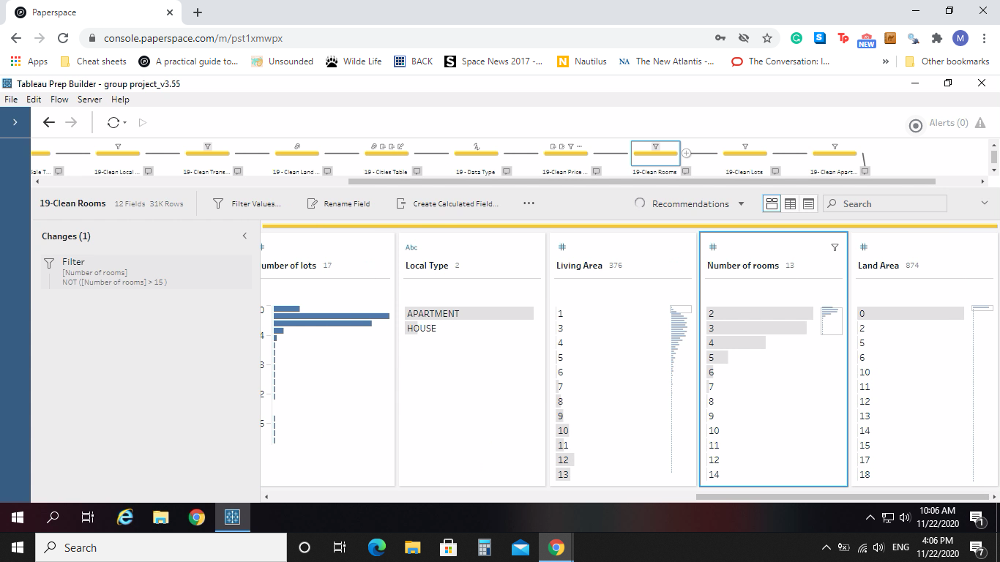 Paperspace
console.paperspace.com/m/pst1xmwpx
NEW
M
Apps
Cheat sheets
A practical guide to...
Unsounded
Wilde Life
BACK
Space News 2017 -...
Nautilus
NA
The New Atlantis -...
The Conversation: I...
»
Other bookmarks
Tableau Prep Builder - group project_v3.55
File Edit Flow Server Help
Alerts (0)
Sale T...
19-Clean Local ...
19- Clean Trans...
19 - Clean Land ...
19 - Cities Table
19 - Data Type
19-Clean Price ...
19-Clean Rooms
19-Clean Lots
19- Clean Apart...
19-Clean Rooms 12 Fields 31K Rows
Filter Values...
Rename Field
Create Calculated Field...
Recommendations
Search
Changes (1)
Filter
[Number of rooms]
NOT ([Number of rooms] > 15 )
#
umber of lots 17
0
4
8
2
6
Abc
Local Type 2
APARTMENT
HOUSE
#
Living Area 376
1
3
4
5
6
7
8
9
10
11
12
13
#
Number of rooms 13
2
3
4
5
6
7
8
9
10
11
12
14
#
Land Area 874
0
2
5
6
10
11
12
13
14
15
17
18
10:06 AM
11/22/2020
1
Search
ENG
4:06 PM
11/22/2020
7